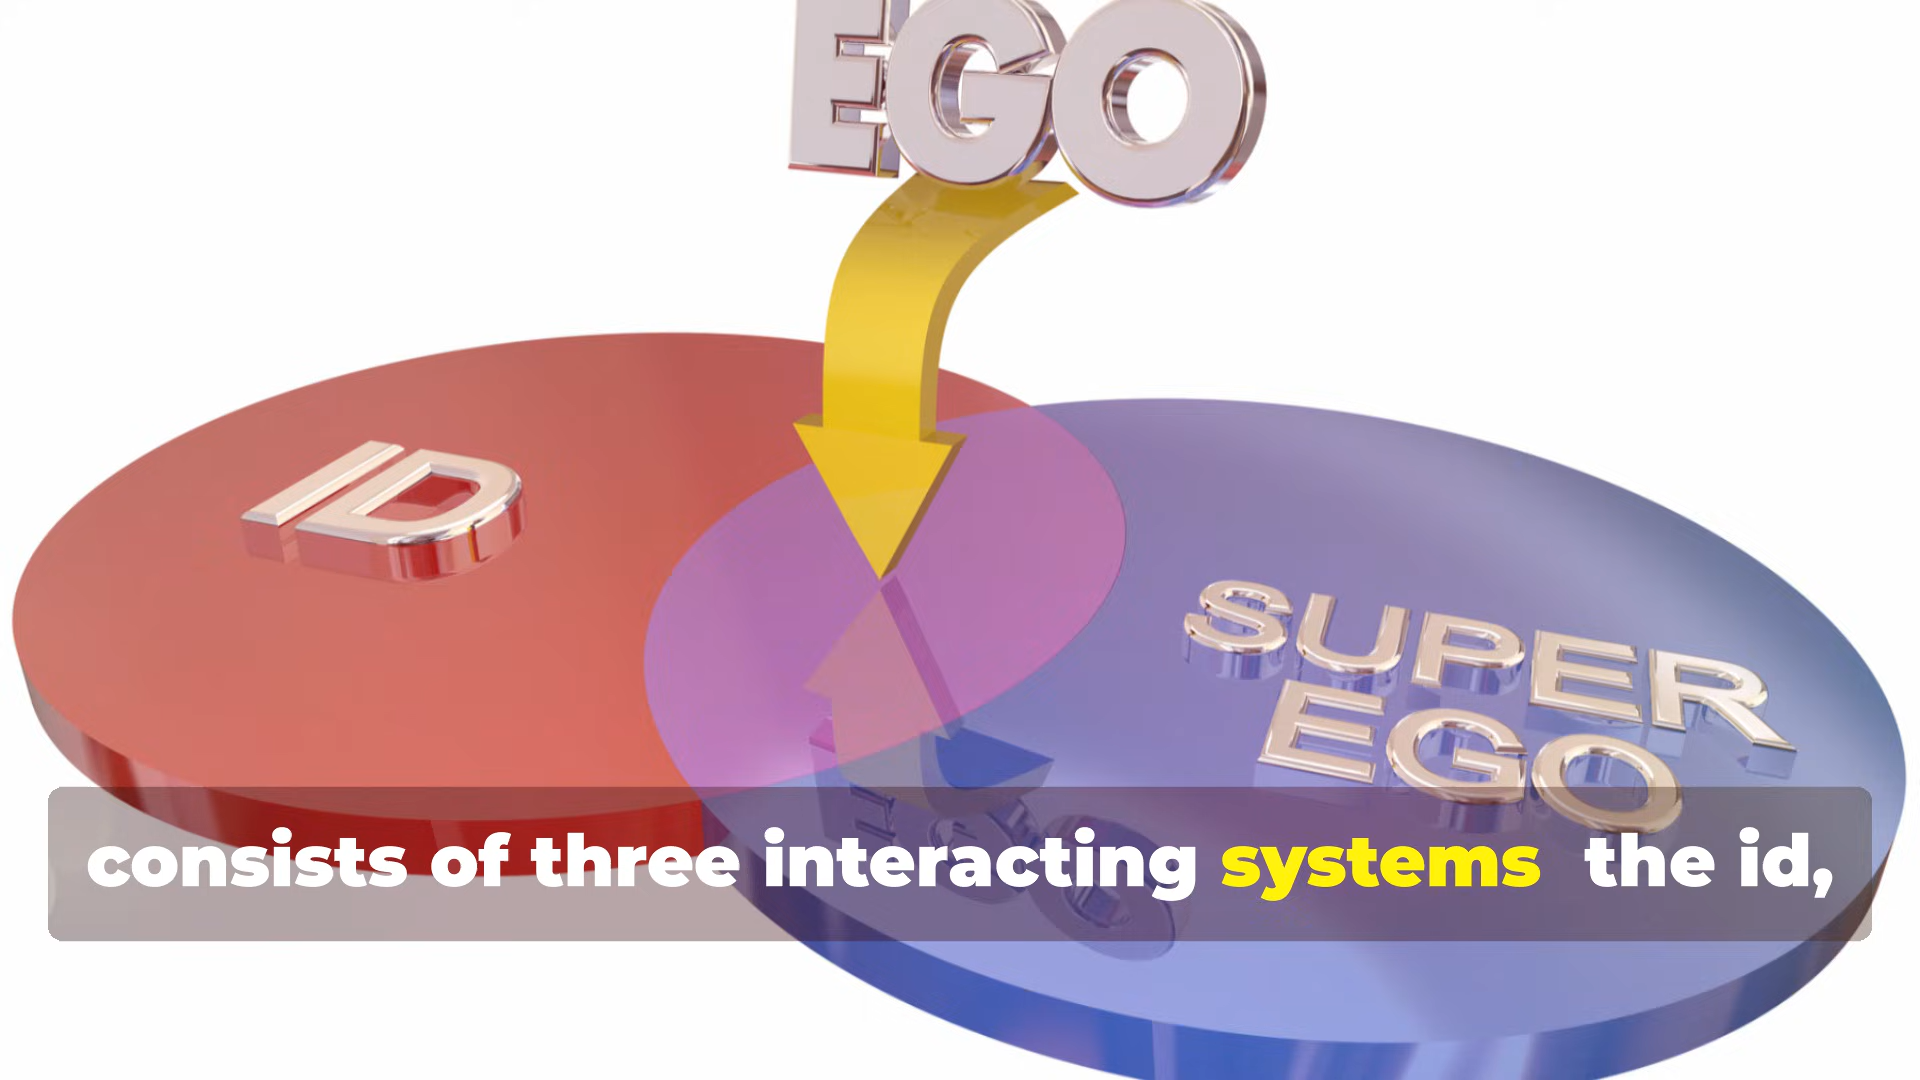 EGO
ID
SUPER
EGO
consists of three interacting systems the id,